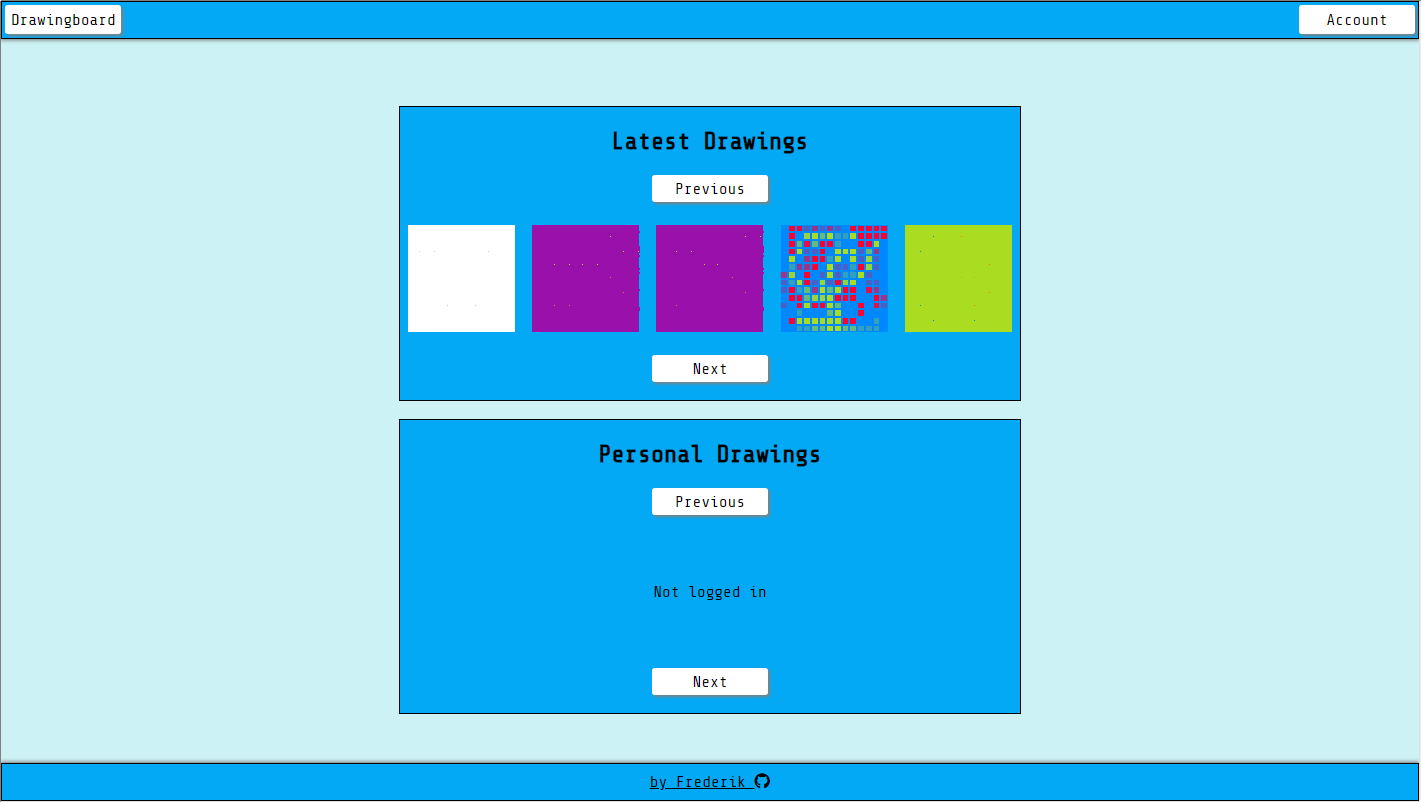 Drawingboard
Account
Latest Drawings
Previous
Next
Personal Drawings
Previous
Not logged in
Next
by Frederik